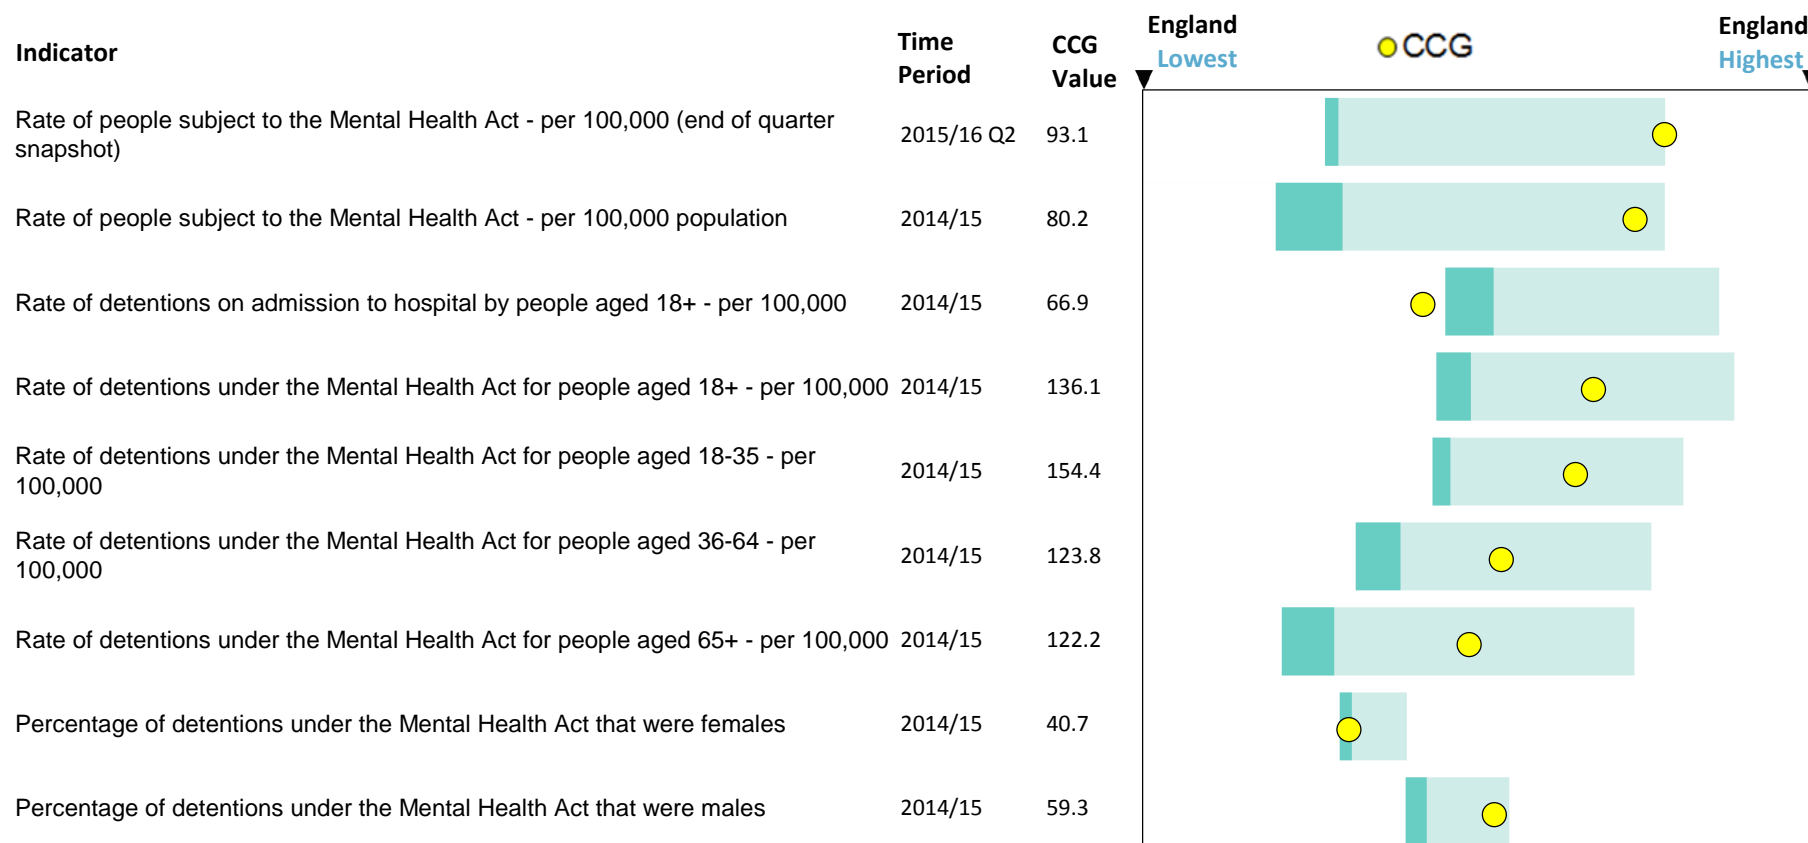 Indicator
Time
Period
CCG
Value
England
Lowest
CCG
England
Highest
Rate of people subject to the Mental Health Act - per 100,000 (end of quarter
snapshot)
2015/16 Q2
93.1
Rate of people subject to the Mental Health Act - per 100,000 population
2014/15
80.2
Rate of detentions on admission to hospital by people aged 18+ - per 100,000
2014/15
66.9
Rate of detentions under the Mental Health Act for people aged 18+ - per 100,000
2014/15
136.1
Rate of detentions under the Mental Health Act for people aged 18-35 - per
100,000
2014/15
154.4
Rate of detentions under the Mental Health Act for people aged 36-64 - per
100,000
2014/15
123.8
Rate of detentions under the Mental Health Act for people aged 65+ - per 100,000
2014/15
122.2
Percentage of detentions under the Mental Health Act that were females
2014/15
40.7
Percentage of detentions under the Mental Health Act that were males
2014/15
59.3